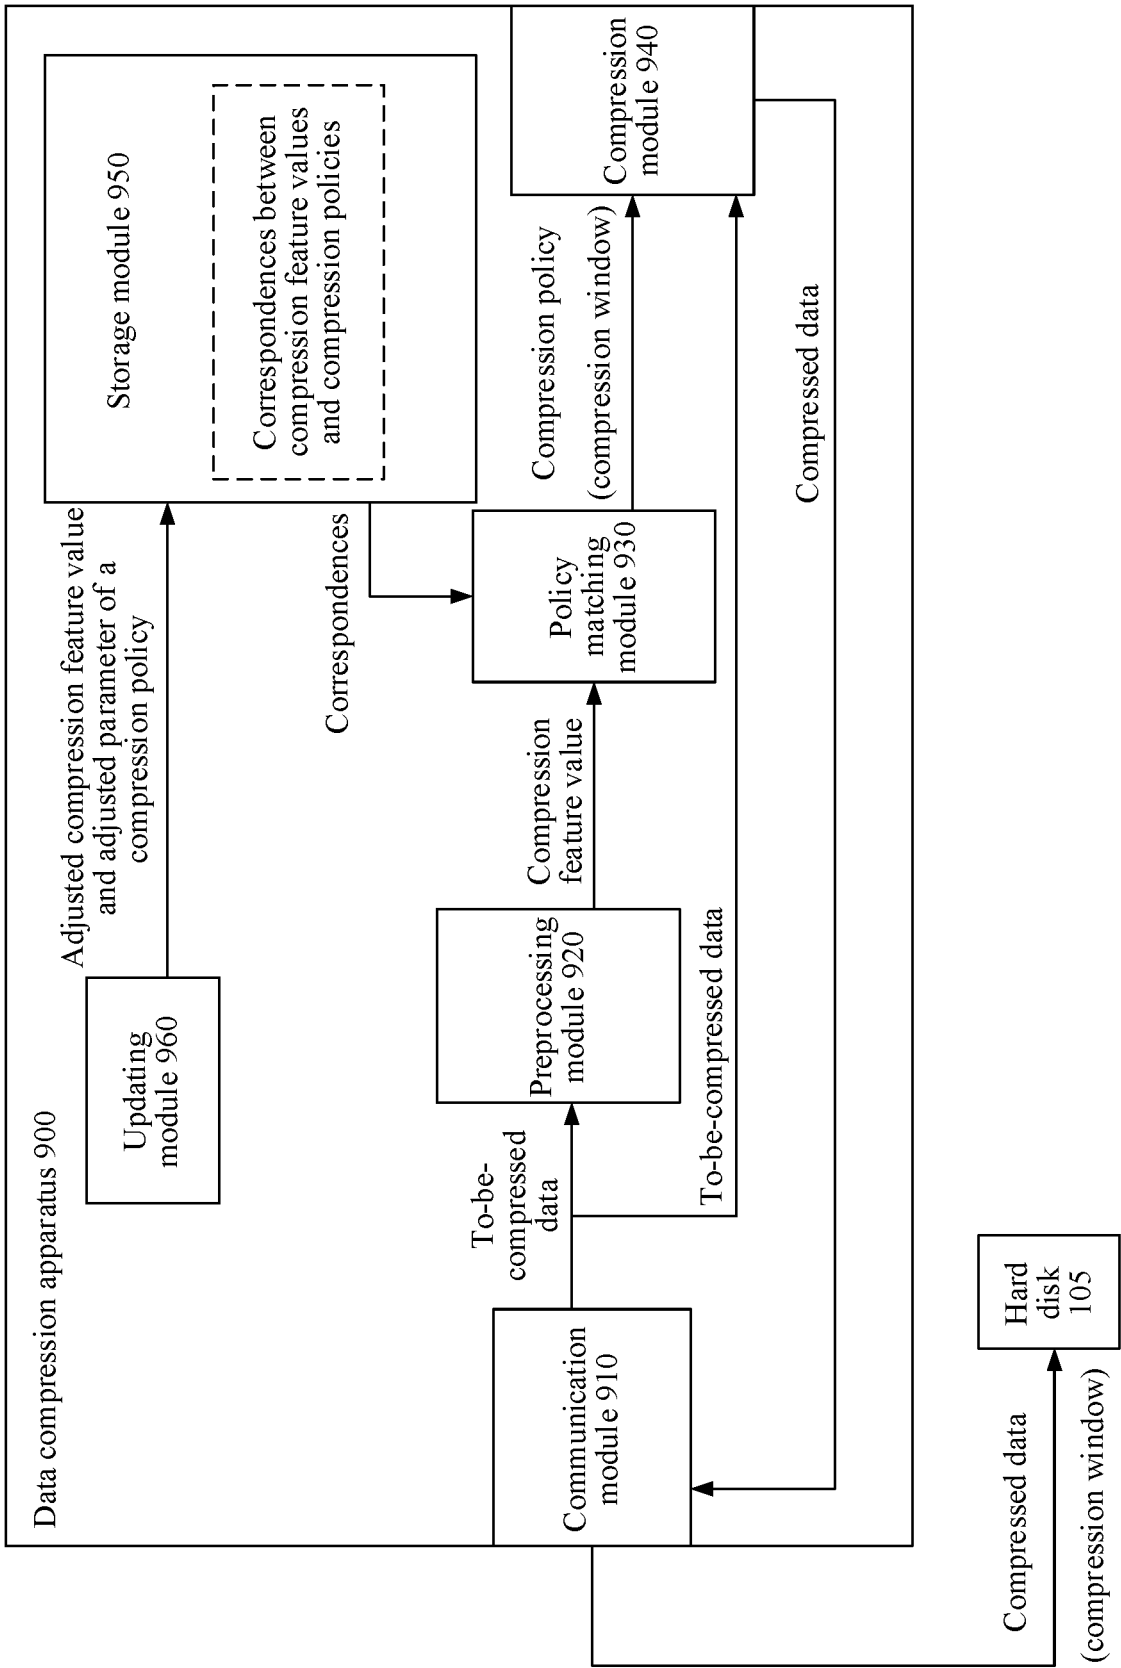 Data compression apparatus 900
Updating
module 960
Adjusted compression feature value
and adjusted parameter of a
compression policy
Storage module 950
Correspondences between
compression feature values
and compression policies
Correspondences
Communication
module 910
To-be-
compressed
data
Preprocessing
module 920
Compression
feature value
Policy
matching
module 930
Compression policy
(compression window)
Compression
module 940
To-be-compressed data
Compressed data
Compressed data
(compression window)
Hard
disk
105